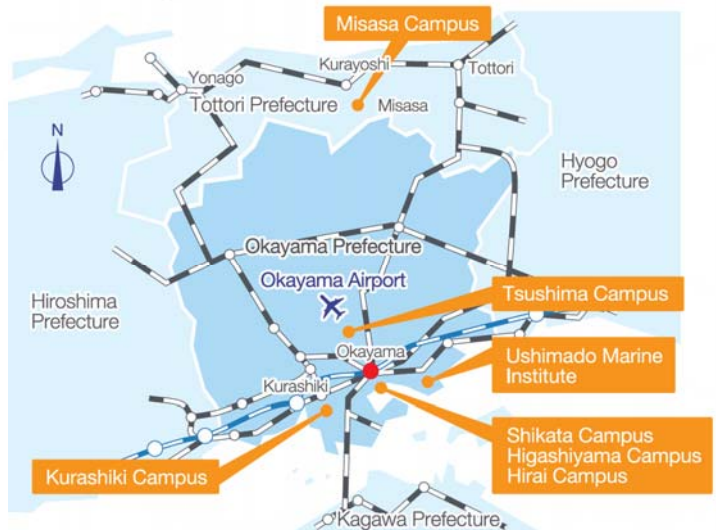 Misasa Campus
Kurayoshi
Tottori
Yonago
Tottori Prefecture
Misasa
N
Hyogo
Prefecture
Okayama Prefecture
Okayama Airport
Tsushima Campus
Hiroshima
Prefecture
Okayama
Ushimado Marine
Institute
Kurashiki
Shikata Campus
Higashiyama Campus
Hirai Campus
Kurashiki Campus
Kagawa Prefecture